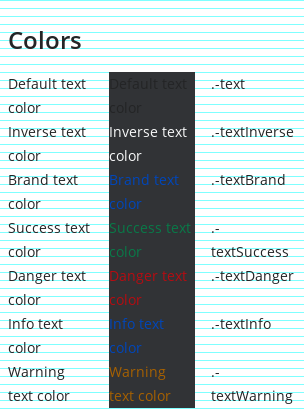 Colors
Default text Default text .-text
color color
Inverse text Inverse text .-textInverse
color color
Brand text Brand text .-textBrand
color color
Success text Success text .-
color color textSuccess
Danger text Danger text .-textDanger
color color
Info text Info text .-textInfo
color color
Warning Warning .-
text color text color textWarning